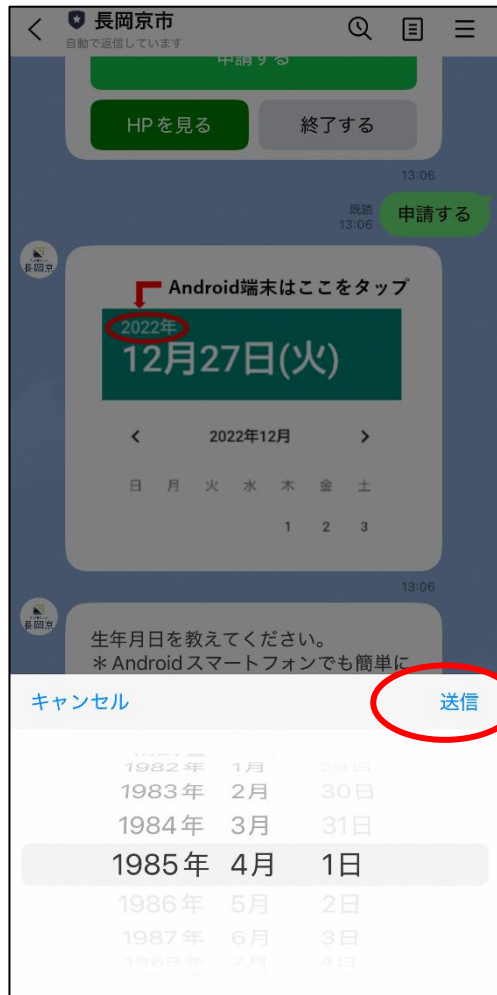 長岡京市
自動で返信しています
申請する
HPを見る
終了する
13:06
既読
13:06
申請する
長岡京
Android端末はここをタップ
2022年
12月27日(火)
2022年12月
日 月 火 水 木 金 土
1 2 3
13:06
長岡京
生年月日を教えてください。
＊Androidスマートフォンでも簡単に
キャンセル
送信
1982年 1月 29日
1983年 2月 30日
1984年 3月 31日
1985年 4月 1日
1986年 5月 2日
1987年 6月 3日
1988年 7月 4日